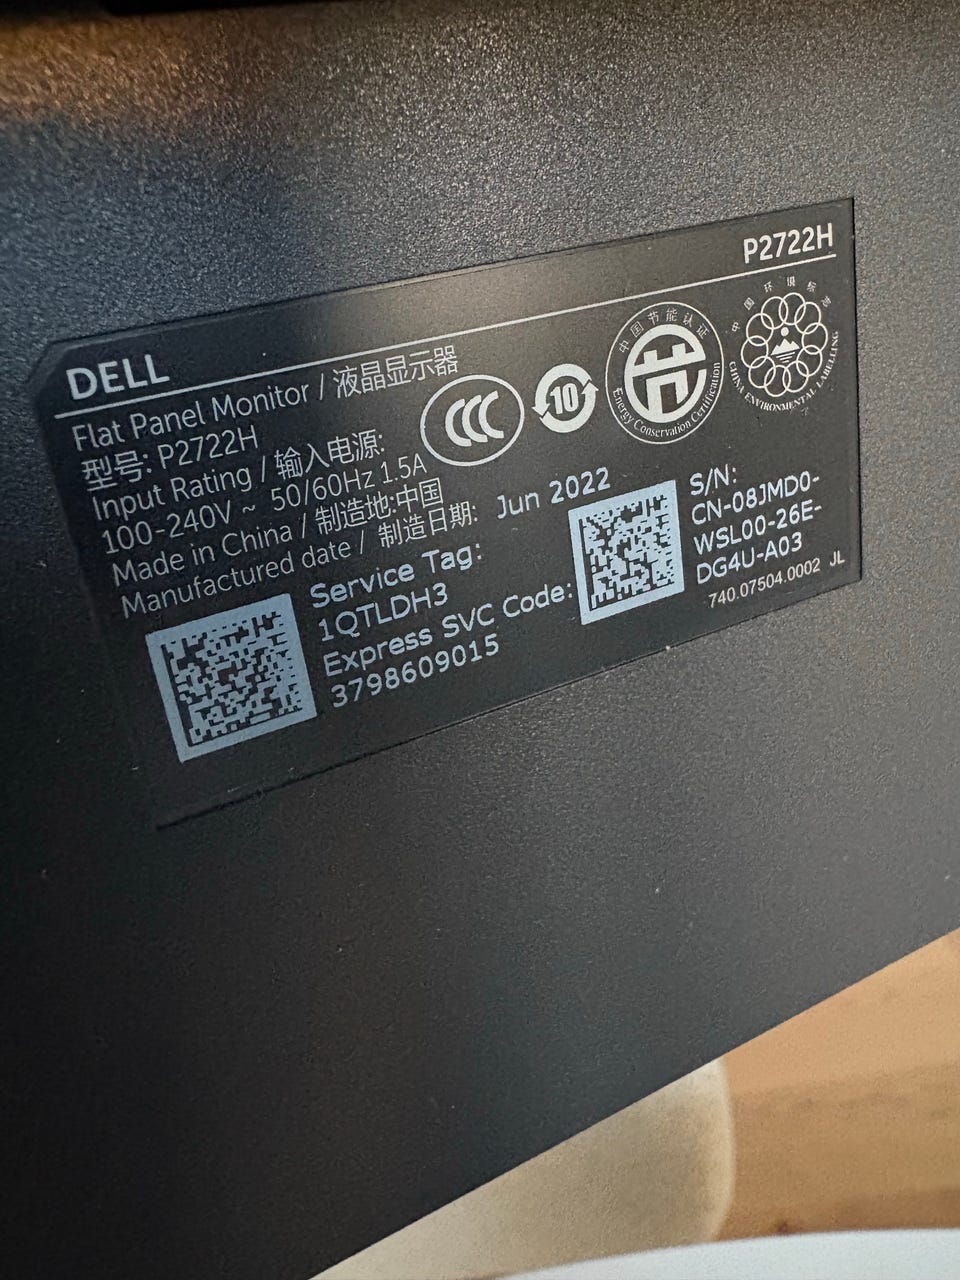 P2722H
DELL
Flat Panel Monitor / 液晶显示器
型号: P2722H
Input Rating / 输入电源:
100-240V ~ 50/60Hz 1.5A
Made in China / 制造地:中国
Manufactured date / 制造日期: Jun 2022
CCC
10
中国节能认证
Energy Conservation Certification
中国环境标志
CHINA ENVIRONMENTAL LABELLING
Service Tag:
1QTLDH3
Express SVC Code:
3798609015
S/N:
CN-08JMD0-
WSL00-26E-
DG4U-A03
740.07504.0002 JL